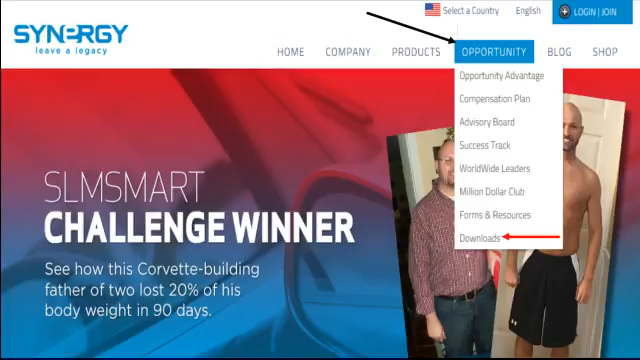 Select a Country
English
LOGIN | JOIN
SYNERGY
leave a legacy
HOME
COMPANY
PRODUCTS
OPPORTUNITY
BLOG
SHOP
Opportunity Advantage
Compensation Plan
Advisory Board
Success Track
WorldWide Leaders
Million Dollar Club
Forms & Resources
Downloads
SLMSMART
CHALLENGE WINNER
See how this Corvette-building
father of two lost 20% of his
body weight in 90 days.